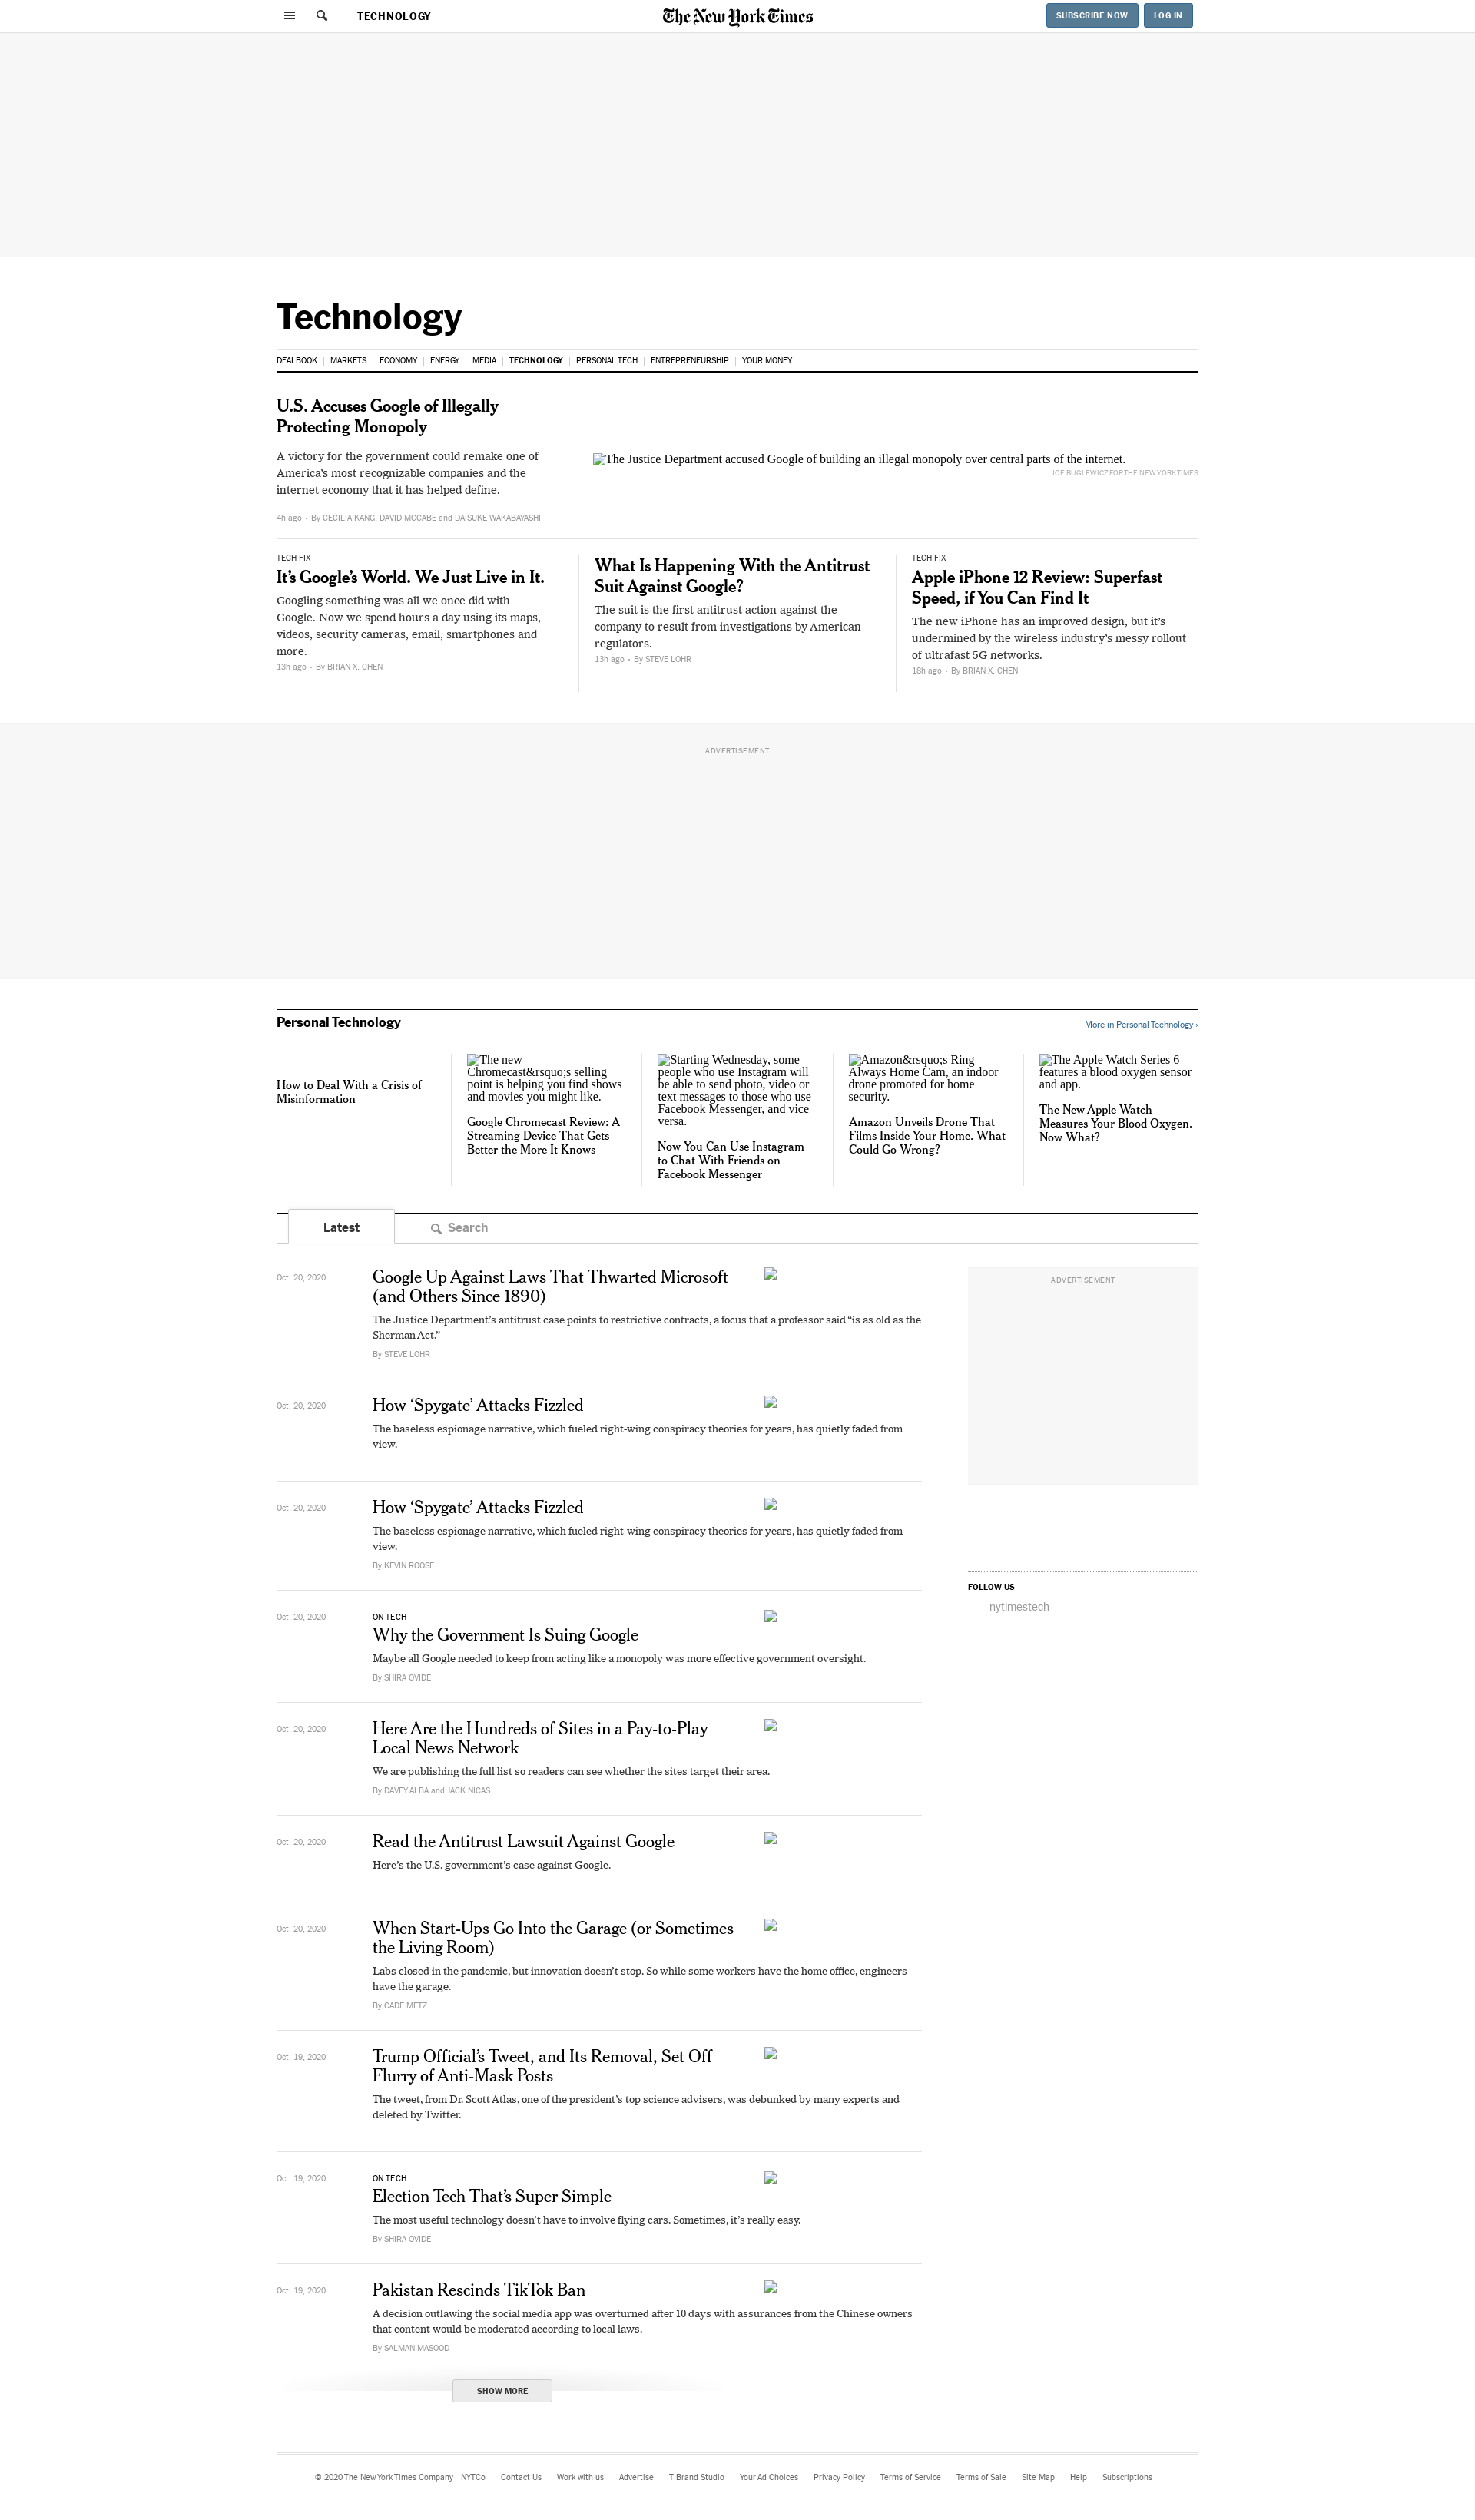 TECHNOLOGY
The New York Times
SUBSCRIBE NOW
LOG IN
Technology
DEALBOOK | MARKETS | ECONOMY | ENERGY | MEDIA | TECHNOLOGY | PERSONAL TECH | ENTREPRENEURSHIP | YOUR MONEY
U.S. Accuses Google of Illegally
Protecting Monopoly
A victory for the government could remake one of
America’s most recognizable companies and the
internet economy that it has helped define.
4h ago • By CECILIA KANG, DAVID MCCABE and DAISUKE WAKABAYASHI
The Justice Department accused Google of building an illegal monopoly over central parts of the internet.
JOE BUGLEWICZ FOR THE NEW YORK TIMES
TECH FIX
It’s Google’s World. We Just Live in It.
Googling something was all we once did with
Google. Now we spend hours a day using its maps,
videos, security cameras, email, smartphones and
more.
13h ago • By BRIAN X. CHEN
What Is Happening With the Antitrust
Suit Against Google?
The suit is the first antitrust action against the
company to result from investigations by American
regulators.
13h ago • By STEVE LOHR
TECH FIX
Apple iPhone 12 Review: Superfast
Speed, if You Can Find It
The new iPhone has an improved design, but it’s
undermined by the wireless industry’s messy rollout
of ultrafast 5G networks.
18h ago • By BRIAN X. CHEN
ADVERTISEMENT
Personal Technology
More in Personal Technology ›
How to Deal With a Crisis of
Misinformation
The new
Chromecast&rsquo;s selling
point is helping you find shows
and movies you might like.
Google Chromecast Review: A
Streaming Device That Gets
Better the More It Knows
Starting Wednesday, some
people who use Instagram will
be able to send photo, video or
text messages to those who use
Facebook Messenger, and vice
versa.
Now You Can Use Instagram
to Chat With Friends on
Facebook Messenger
Amazon&rsquo;s Ring
Always Home Cam, an indoor
drone promoted for home
security.
Amazon Unveils Drone That
Films Inside Your Home. What
Could Go Wrong?
The Apple Watch Series 6
features a blood oxygen sensor
and app.
The New Apple Watch
Measures Your Blood Oxygen.
Now What?
Latest
Search
Oct. 20, 2020
Google Up Against Laws That Thwarted Microsoft
(and Others Since 1890)
The Justice Department’s antitrust case points to restrictive contracts, a focus that a professor said “is as old as the
Sherman Act.”
By STEVE LOHR
ADVERTISEMENT
Oct. 20, 2020
How ‘Spygate’ Attacks Fizzled
The baseless espionage narrative, which fueled right-wing conspiracy theories for years, has quietly faded from
view.
Oct. 20, 2020
How ‘Spygate’ Attacks Fizzled
The baseless espionage narrative, which fueled right-wing conspiracy theories for years, has quietly faded from
view.
By KEVIN ROOSE
FOLLOW US
nytimestech
Oct. 20, 2020
ON TECH
Why the Government Is Suing Google
Maybe all Google needed to keep from acting like a monopoly was more effective government oversight.
By SHIRA OVIDE
Oct. 20, 2020
Here Are the Hundreds of Sites in a Pay-to-Play
Local News Network
We are publishing the full list so readers can see whether the sites target their area.
By DAVEY ALBA and JACK NICAS
Oct. 20, 2020
Read the Antitrust Lawsuit Against Google
Here’s the U.S. government’s case against Google.
Oct. 20, 2020
When Start-Ups Go Into the Garage (or Sometimes
the Living Room)
Labs closed in the pandemic, but innovation doesn’t stop. So while some workers have the home office, engineers
have the garage.
By CADE METZ
Oct. 19, 2020
Trump Official’s Tweet, and Its Removal, Set Off
Flurry of Anti-Mask Posts
The tweet, from Dr. Scott Atlas, one of the president’s top science advisers, was debunked by many experts and
deleted by Twitter.
Oct. 19, 2020
ON TECH
Election Tech That’s Super Simple
The most useful technology doesn’t have to involve flying cars. Sometimes, it’s really easy.
By SHIRA OVIDE
Oct. 19, 2020
Pakistan Rescinds TikTok Ban
A decision outlawing the social media app was overturned after 10 days with assurances from the Chinese owners
that content would be moderated according to local laws.
By SALMAN MASOOD
SHOW MORE
© 2020 The New York Times Company NYTCo Contact Us Work with us Advertise T Brand Studio Your Ad Choices Privacy Policy Terms of Service Terms of Sale Site Map Help Subscriptions